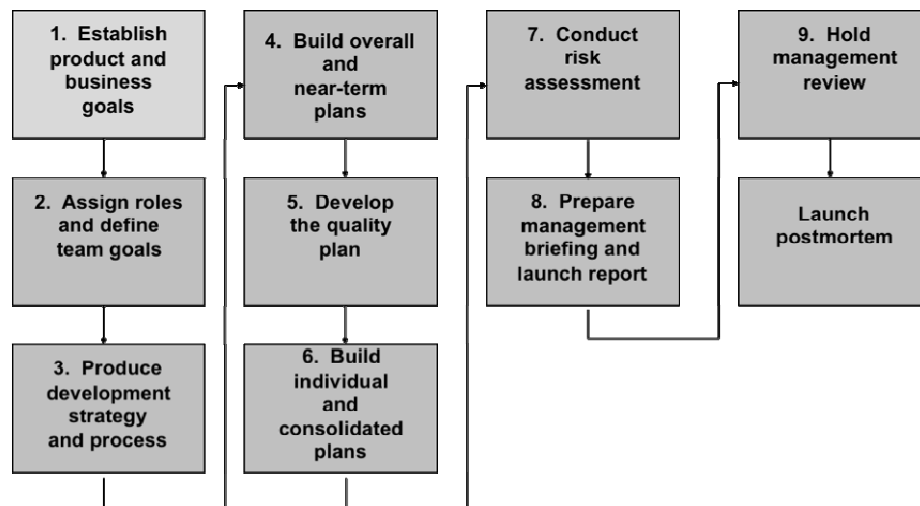 1. Establish
product and
business
goals
2. Assign roles
and define
team goals
3. Produce
development
strategy
and process
4. Build overall
and
near-term
plans
5. Develop
the quality
plan
6. Build
individual
and
consolidated
plans
7. Conduct
risk
assessment
8. Prepare
management
briefing and
launch report
9. Hold
management
review
Launch
postmortem